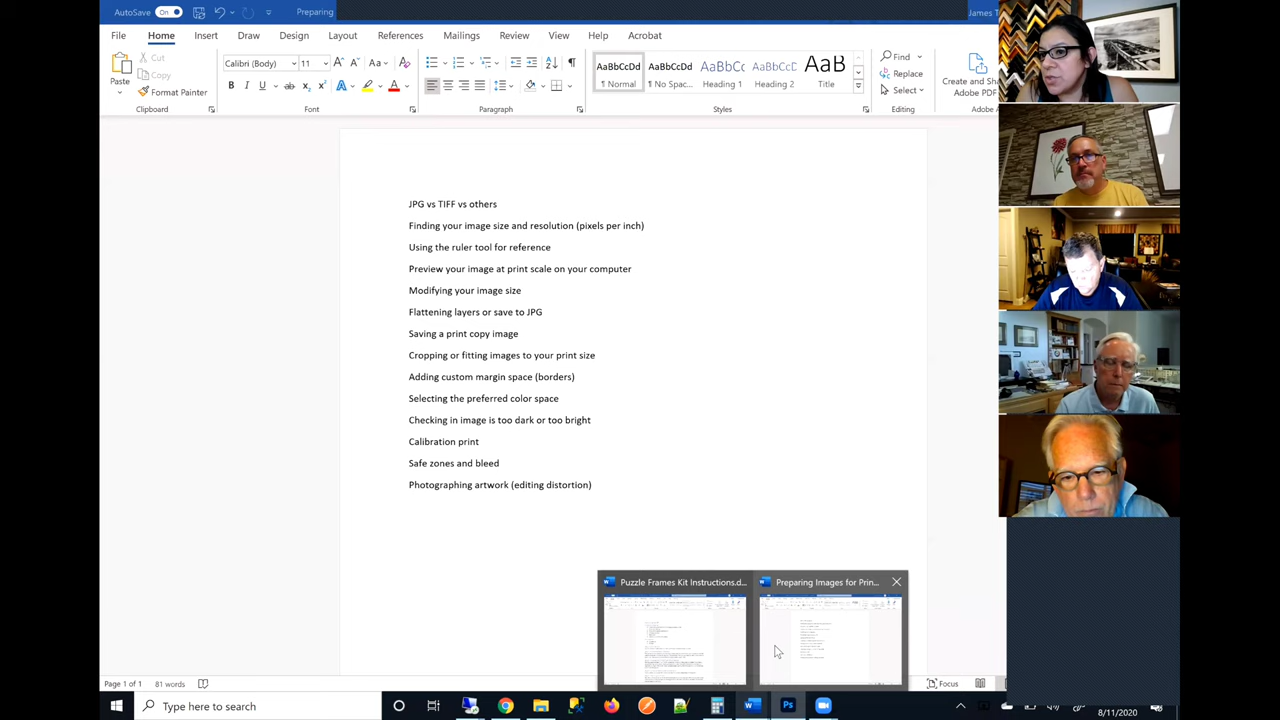 AutoSave On Preparing James T
File Home Insert Draw Design Layout References Mailings Review View Help Acrobat
Paste
Cut
Copy
Format Painter
Clipboard
Calibri (Body) 11
Font
Paragraph
AaBbCcDc AaBbCcDc AaBbCc AaBbCcD AaB
¶ Normal ¶ No Spac... Heading 1 Heading 2 Title
Styles
Find
Replace
Select
Editing
Create and Sha
Adobe PDF
Adobe A
JPG vs TIFF vs others
Finding your image size and resolution (pixels per inch)
Using the ruler tool for reference
Preview your image at print scale on your computer
Modifying your image size
Flattening layers or save to JPG
Saving a print copy image
Cropping or fitting images to your print size
Adding custom margin space (borders)
Selecting the preferred color space
Checking in image is too dark or too bright
Calibration print
Safe zones and bleed
Photographing artwork (editing distortion)
Puzzle Frames Kit Instructions.d... Preparing Images for Prin...
Page 1 of 1 81 words Focus
Type here to search
8/11/2020